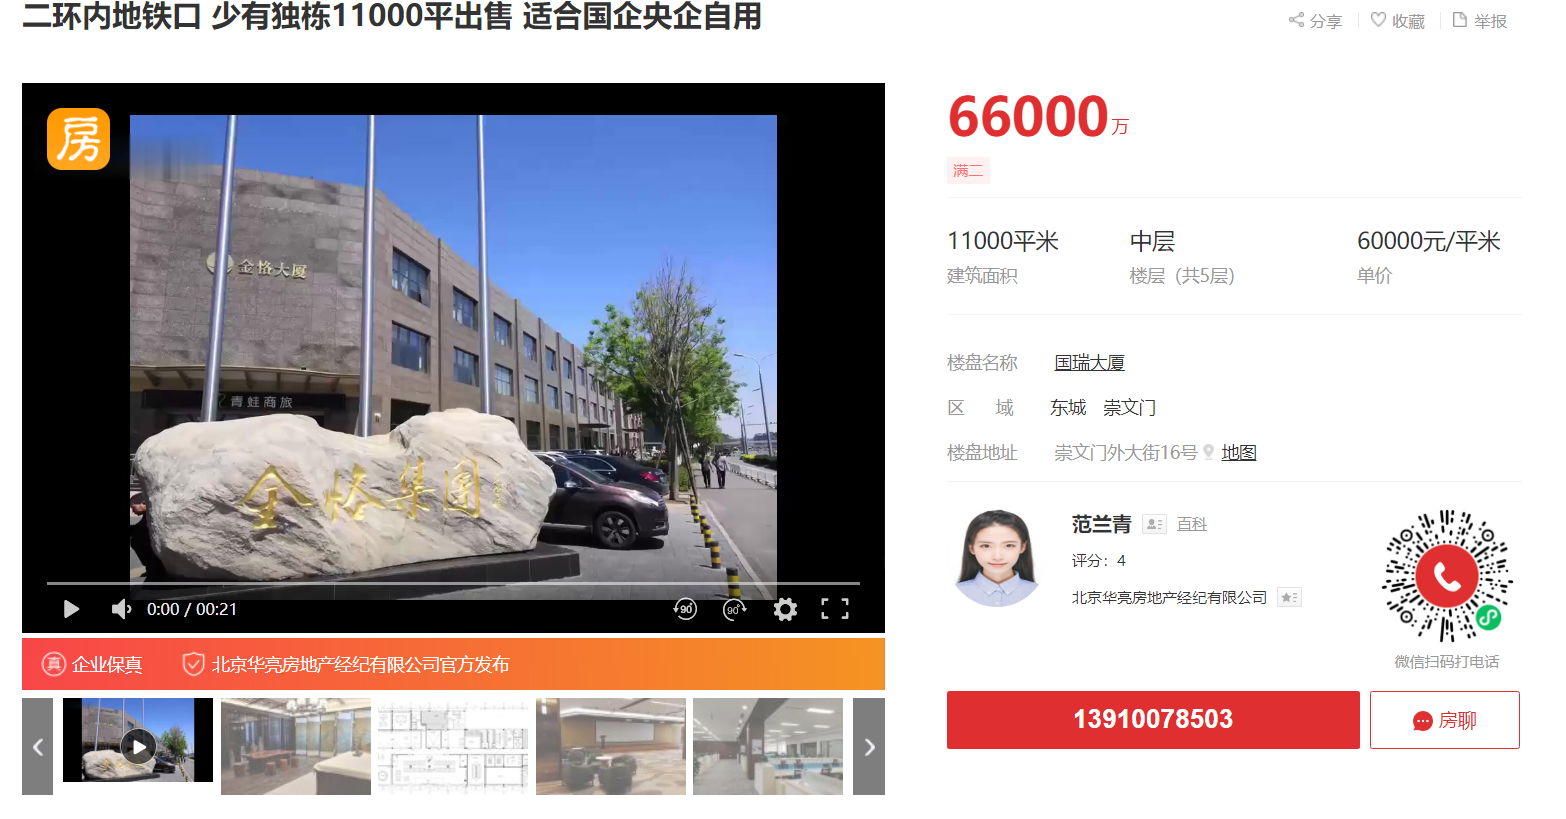 二环内地铁口 少有独栋11000平出售 适合国企央企自用
分享 收藏 举报
房
金恪大厦
青蛙商旅
金恪集團
0:00 / 00:21
90 90
真 企业保真 北京华亮房地产经纪有限公司官方发布
66000万
满二
11000平米 中层 60000元/平米
建筑面积 楼层（共5层） 单价
楼盘名称 国瑞大厦
区 域 东城 崇文门
楼盘地址 崇文门外大街16号 地图
范兰青 百科
评分：4
北京华亮房地产经纪有限公司
微信扫码打电话
13910078503 房聊